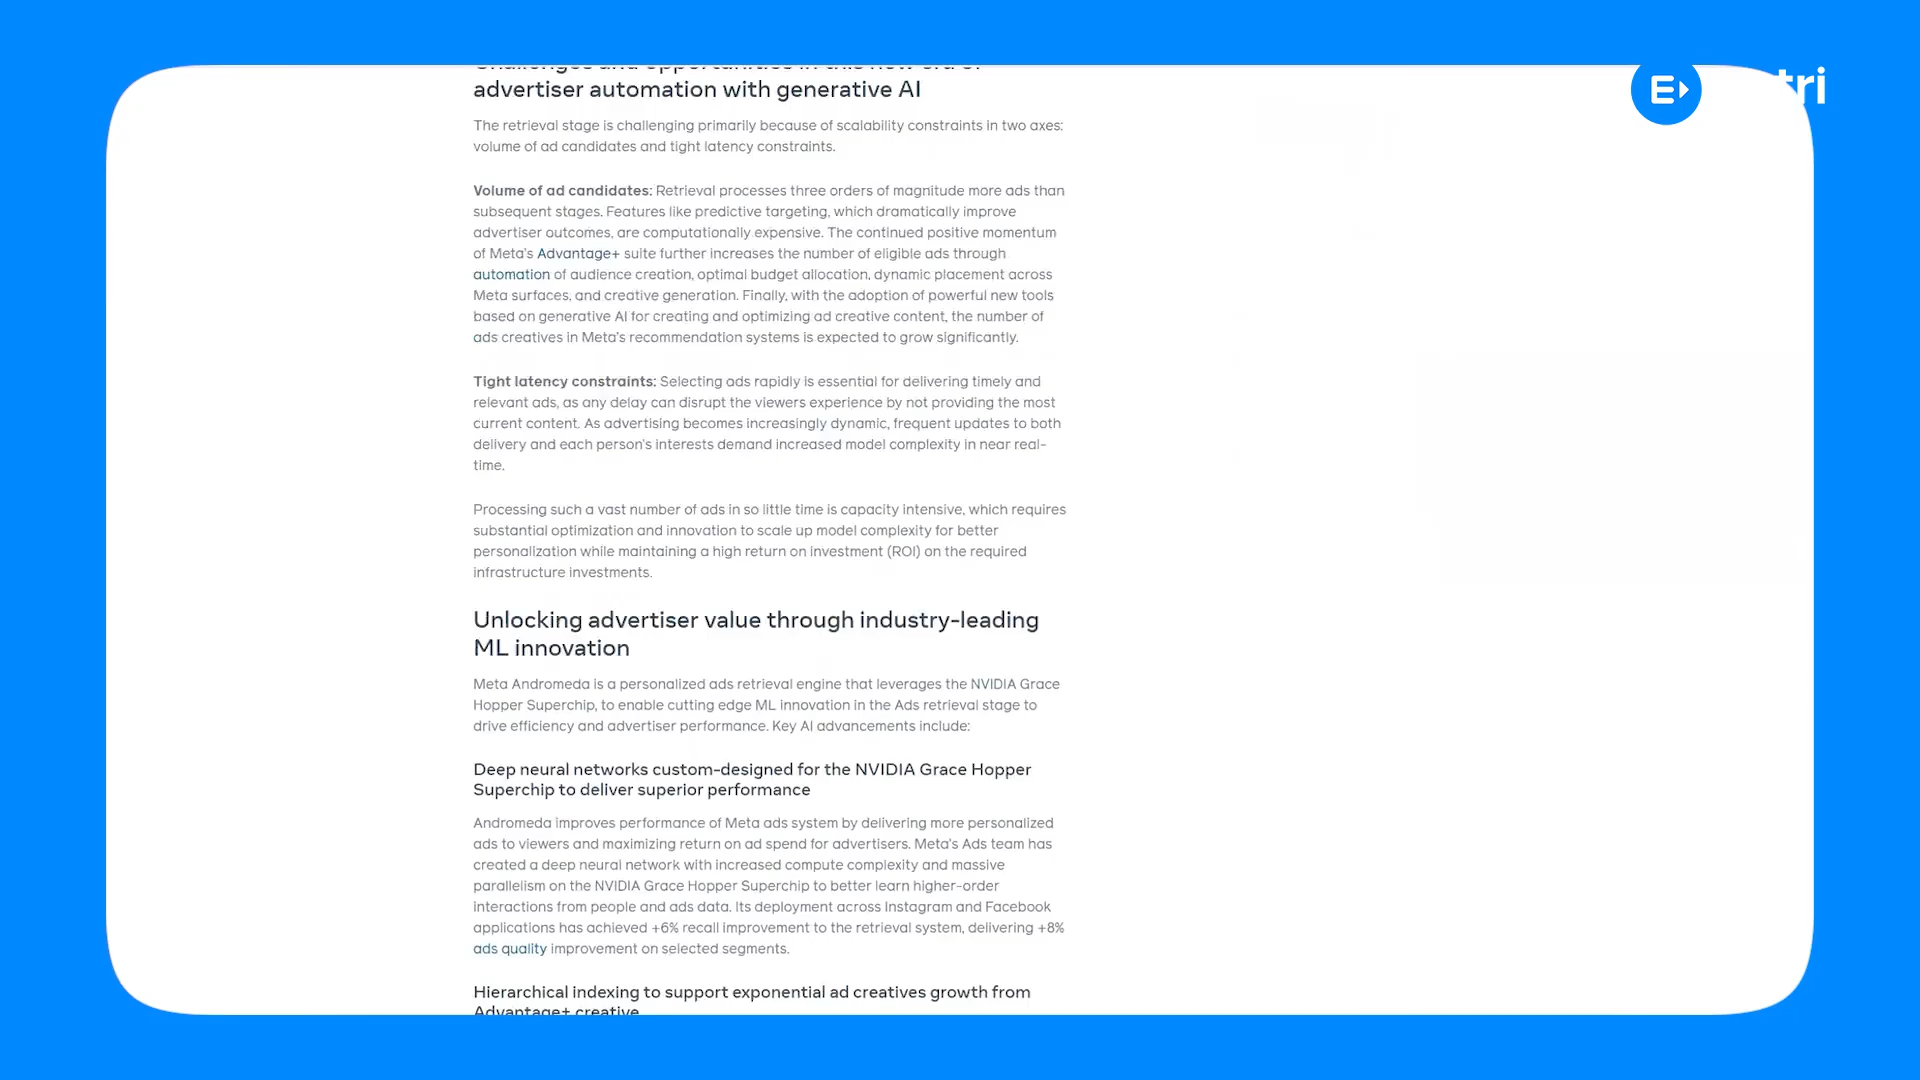 Challenges and opportunities in this new era of
advertiser automation with generative AI
The retrieval stage is challenging primarily because of scalability constraints in two axes:
volume of ad candidates and tight latency constraints.
Volume of ad candidates: Retrieval processes three orders of magnitude more ads than
subsequent stages. Features like predictive targeting, which dramatically improve
advertiser outcomes, are computationally expensive. The continued positive momentum
of Meta's Advantage+ suite further increases the number of eligible ads through
automation of audience creation, optimal budget allocation, dynamic placement across
Meta surfaces, and creative generation. Finally, with the adoption of powerful new tools
based on generative AI for creating and optimizing ad creative content, the number of
ads creatives in Meta's recommendation systems is expected to grow significantly.
Tight latency constraints: Selecting ads rapidly is essential for delivering timely and
relevant ads, as any delay can disrupt the viewers experience by not providing the most
current content. As advertising becomes increasingly dynamic, frequent updates to both
delivery and each person's interests demand increased model complexity in near real-
time.
Processing such a vast number of ads in so little time is capacity intensive, which requires
substantial optimization and innovation to scale up model complexity for better
personalization while maintaining a high return on investment (ROI) on the required
infrastructure investments.
Unlocking advertiser value through industry-leading
ML innovation
Meta Andromeda is a personalized ads retrieval engine that leverages the NVIDIA Grace
Hopper Superchip, to enable cutting edge ML innovation in the Ads retrieval stage to
drive efficiency and advertiser performance. Key AI advancements include:
Deep neural networks custom-designed for the NVIDIA Grace Hopper
Superchip to deliver superior performance
Andromeda improves performance of Meta ads system by delivering more personalized
ads to viewers and maximizing return on ad spend for advertisers. Meta's Ads team has
created a deep neural network with increased compute complexity and massive
parallelism on the NVIDIA Grace Hopper Superchip to better learn higher-order
interactions from people and ads data. Its deployment across Instagram and Facebook
applications has achieved +6% recall improvement to the retrieval system, delivering +8%
ads quality improvement on selected segments.
Hierarchical indexing to support exponential ad creatives growth from
Advantage+ creative
E